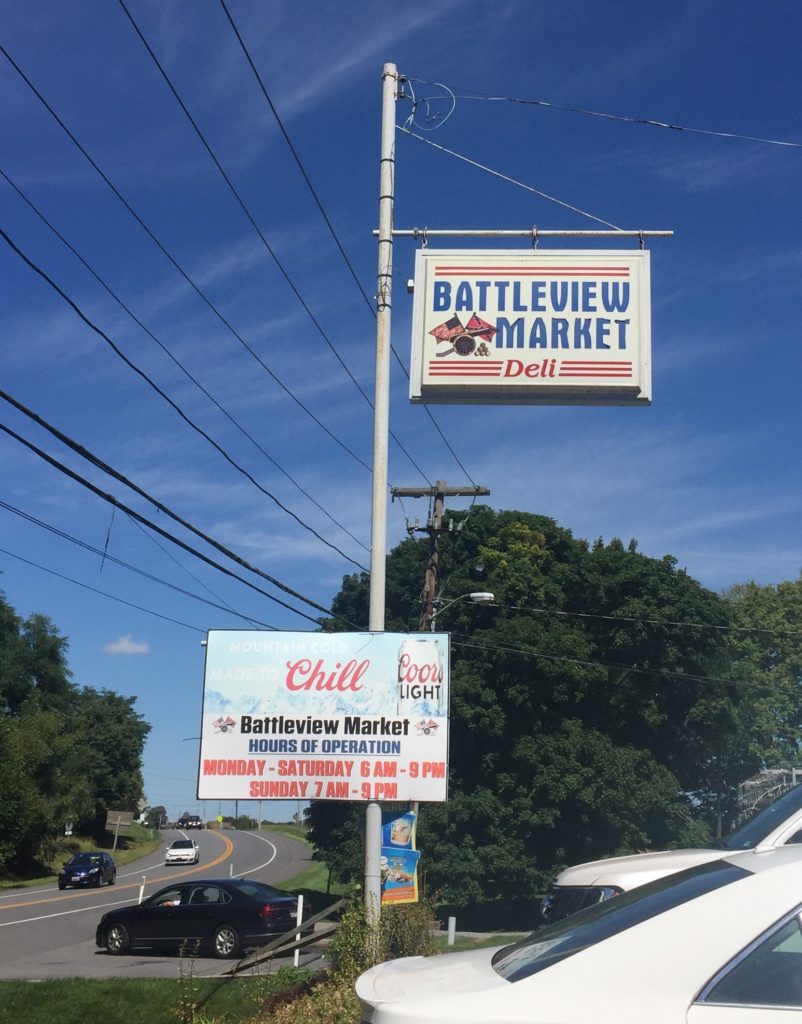 BATTLEVIEW
MARKET
Deli
MOUNTAIN COLD
MADE TO Chill
Coors
LIGHT
Battleview Market
HOURS OF OPERATION
MONDAY - SATURDAY 6 AM - 9 PM
SUNDAY 7 AM - 9 PM